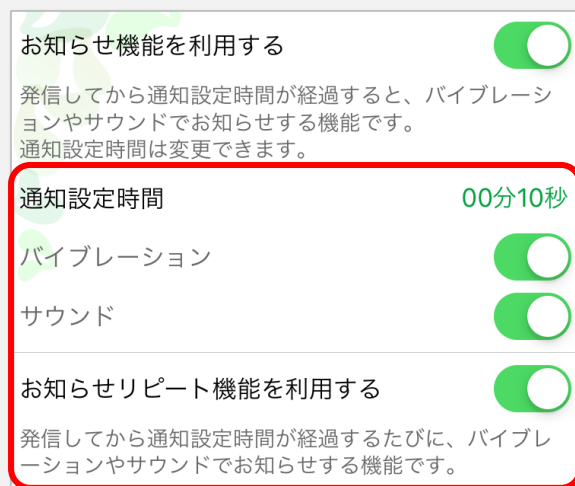 お知らせ機能を利用する
発信してから通知設定時間が経過すると、バイブレーシ
ョンやサウンドでお知らせする機能です。
通知設定時間は変更できます。
通知設定時間 00分10秒
バイブレーション
サウンド
お知らせリピート機能を利用する
発信してから通知設定時間が経過するたびに、バイブレ
ーションやサウンドでお知らせする機能です。